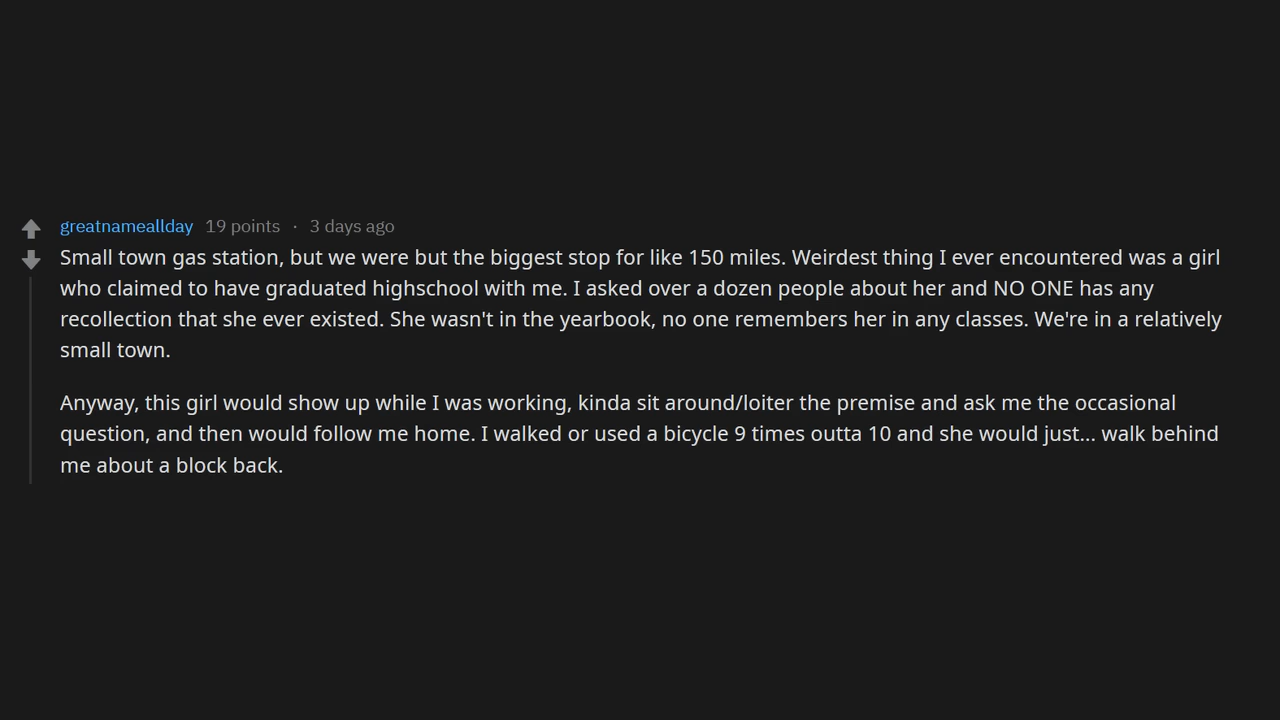 greatnameallday 19 points · 3 days ago
Small town gas station, but we were but the biggest stop for like 150 miles. Weirdest thing I ever encountered was a girl
who claimed to have graduated highschool with me. I asked over a dozen people about her and NO ONE has any
recollection that she ever existed. She wasn't in the yearbook, no one remembers her in any classes. We're in a relatively
small town.
Anyway, this girl would show up while I was working, kinda sit around/loiter the premise and ask me the occasional
question, and then would follow me home. I walked or used a bicycle 9 times outta 10 and she would just... walk behind
me about a block back.